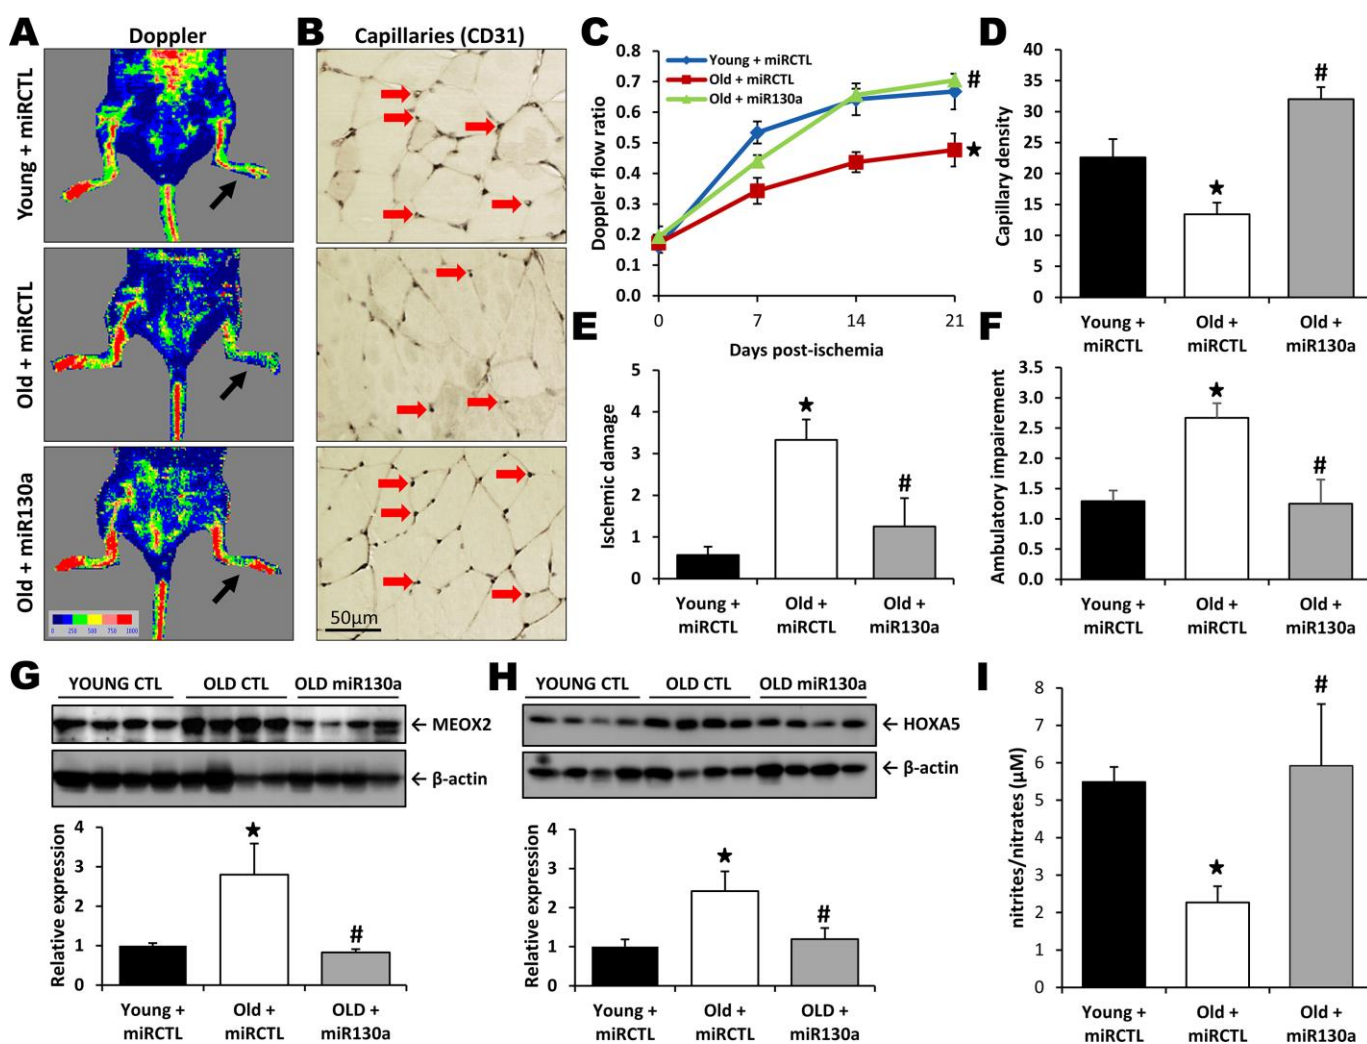 A
Doppler
Young + miRCTL
Old + miRCTL
Old + miR130a
0 250 500 750 1000
B
Capillaries (CD31)
50µm
C
Young + miRCTL
Old + miRCTL
Old + miR130a
Doppler flow ratio
0.8
0.7
0.6
0.5
0.4
0.3
0.2
0.1
0.0
#
★
0 7 14 21
Days post-ischemia
D
Capillary density
40
35
30
25
20
15
10
5
0
★
#
Young + Old + Old +
miRCTL miRCTL miR130a
E
Ischemic damage
5
4
3
2
1
0
★
#
Young + Old + Old +
miRCTL miRCTL miR130a
F
Ambulatory impairement
3.5
3.0
2.5
2.0
1.5
1.0
0.5
0.0
★
#
Young + Old + Old +
miRCTL miRCTL miR130a
G
YOUNG CTL OLD CTL OLD miR130a
← MEOX2
← β-actin
Relative expression
4
3
2
1
0
★
#
Young + Old + OLD +
miRCTL miRCTL miR130a
H
YOUNG CTL OLD CTL OLD miR130a
← HOXA5
← β-actin
Relative expression
4
3
2
1
0
★
#
Young + Old + OLD +
miRCTL miRCTL miR130a
I
nitrites/nitrates (µM)
8
7
6
5
4
3
2
1
0
★
#
Young + Old + Old +
miRCTL miRCTL miR130a